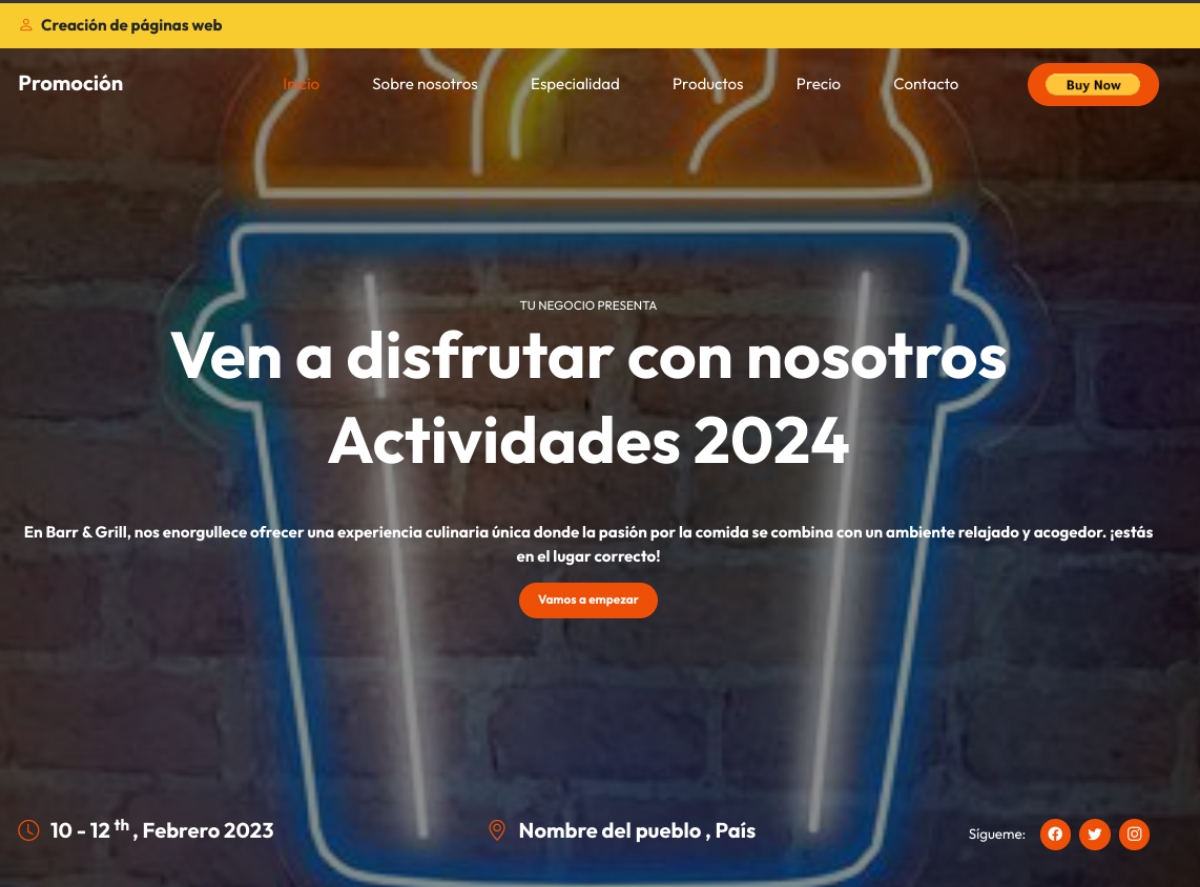 Creación de páginas web
Promoción
Inicio
Sobre nosotros
Especialidad
Productos
Precio
Contacto
Buy Now
TU NEGOCIO PRESENTA
Ven a disfrutar con nosotros
Actividades 2024
En Barr & Grill, nos enorgullece ofrecer una experiencia culinaria única donde la pasión por la comida se combina con un ambiente relajado y acogedor. ¡estás
en el lugar correcto!
Vamos a empezar
10 - 12 th , Febrero 2023
Nombre del pueblo , País
Sígueme: